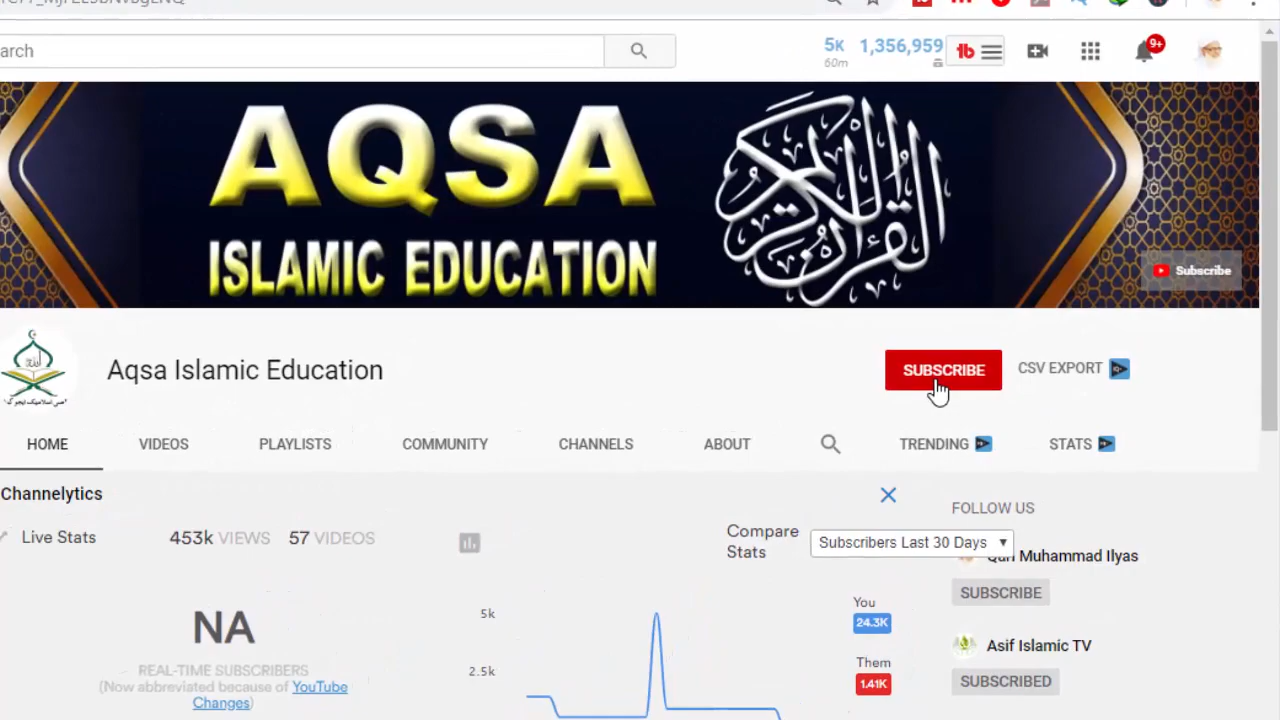 arch
5K
60m
1,356,959
9+
AQSA
ISLAMIC EDUCATION
القرآن الكريم
Subscribe
Aqsa Islamic Education
SUBSCRIBE
CSV EXPORT
HOME VIDEOS PLAYLISTS COMMUNITY CHANNELS ABOUT TRENDING STATS
Channelytics
Live Stats 453k VIEWS 57 VIDEOS
Compare
Stats
Subscribers Last 30 Days
FOLLOW US
Muhammad Ilyas
SUBSCRIBE
Asif Islamic TV
SUBSCRIBED
You
24.3K
Them
1.41K
5k
2.5k
NA
REAL-TIME SUBSCRIBERS
(Now abbreviated because of YouTube
Changes)